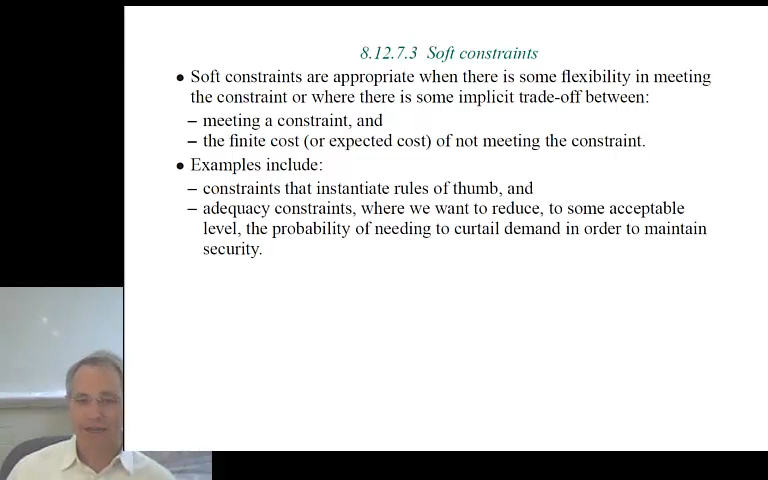 8.12.7.3 Soft constraints
● Soft constraints are appropriate when there is some flexibility in meeting
the constraint or where there is some implicit trade-off between:
– meeting a constraint, and
– the finite cost (or expected cost) of not meeting the constraint.
● Examples include:
– constraints that instantiate rules of thumb, and
– adequacy constraints, where we want to reduce, to some acceptable
level, the probability of needing to curtail demand in order to maintain
security.